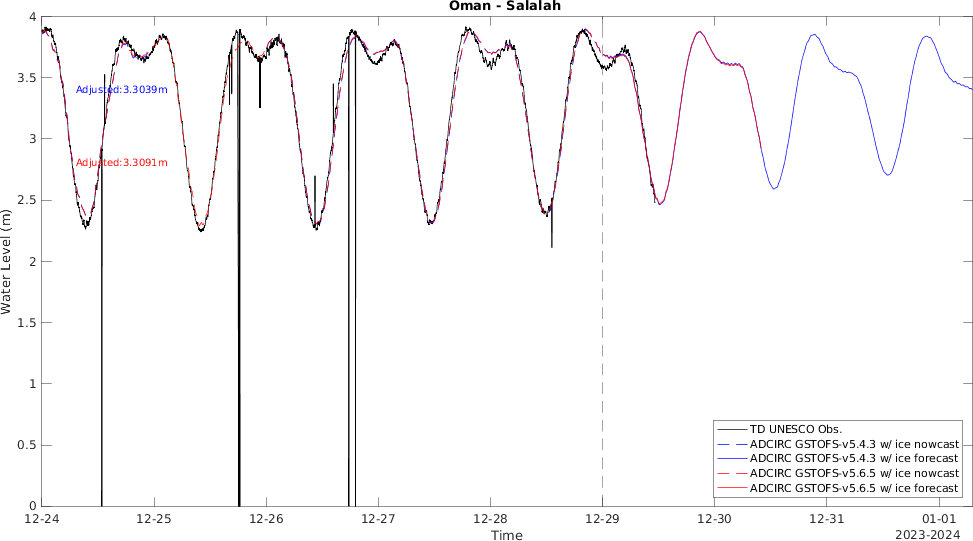 Oman - Salalah
4
3.5
3
2.5
2
1.5
1
0.5
0
Water Level (m)
Adjusted:3.3039m
Adjusted:3.3091m
TD UNESCO Obs.
ADCIRC GSTOFS-v5.4.3 w/ ice nowcast
ADCIRC GSTOFS-v5.4.3 w/ ice forecast
ADCIRC GSTOFS-v5.6.5 w/ ice nowcast
ADCIRC GSTOFS-v5.6.5 w/ ice forecast
12-24 12-25 12-26 12-27 12-28 12-29 12-30 12-31 01-01
Time
2023-2024